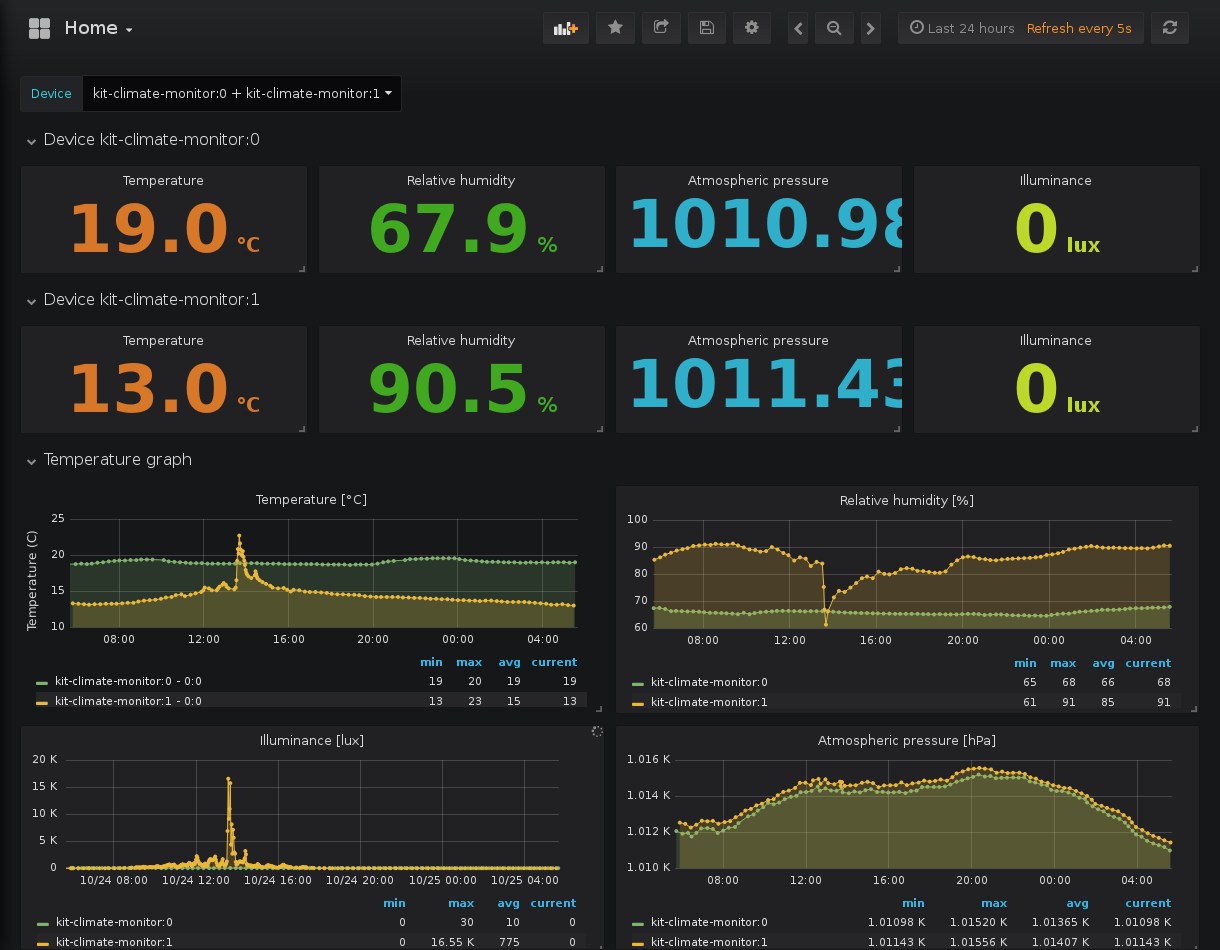 Home
Last 24 hours Refresh every 5s
Device kit-climate-monitor:0 + kit-climate-monitor:1
Device kit-climate-monitor:0
Temperature Relative humidity Atmospheric pressure Illuminance
19.0 °C 67.9 % 1010.98 0 lux
Device kit-climate-monitor:1
Temperature Relative humidity Atmospheric pressure Illuminance
13.0 °C 90.5 % 1011.43 0 lux
Temperature graph
Temperature [°C]
Temperature (C)
25
20
15
10
08:00 12:00 16:00 20:00 00:00 04:00
min max avg current
kit-climate-monitor:0 - 0:0 19 20 19 19
kit-climate-monitor:1 - 0:0 13 23 15 13
Relative humidity [%]
100
90
80
70
60
08:00 12:00 16:00 20:00 00:00 04:00
min max avg current
kit-climate-monitor:0 65 68 66 68
kit-climate-monitor:1 61 91 85 91
Illuminance [lux]
20 K
15 K
10 K
5 K
0
10/24 08:00 10/24 12:00 10/24 16:00 10/24 20:00 10/25 00:00 10/25 04:00
min max avg current
kit-climate-monitor:0 0 30 10 0
kit-climate-monitor:1 0 16.55 K 775 0
Atmospheric pressure [hPa]
1.016 K
1.014 K
1.012 K
1.010 K
08:00 12:00 16:00 20:00 00:00 04:00
min max avg current
kit-climate-monitor:0 1.01098 K 1.01520 K 1.01365 K 1.01098 K
kit-climate-monitor:1 1.01143 K 1.01556 K 1.01407 K 1.01143 K